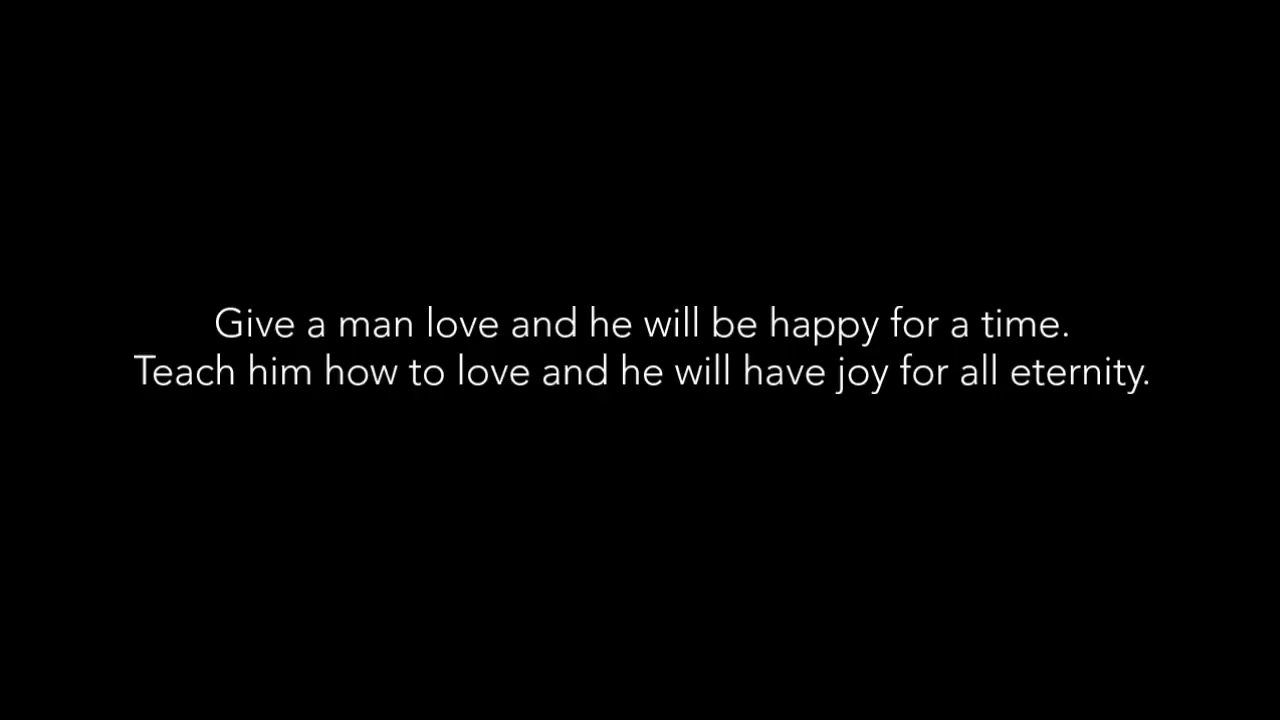 Give a man love and he will be happy for a time.
Teach him how to love and he will have joy for all eternity.